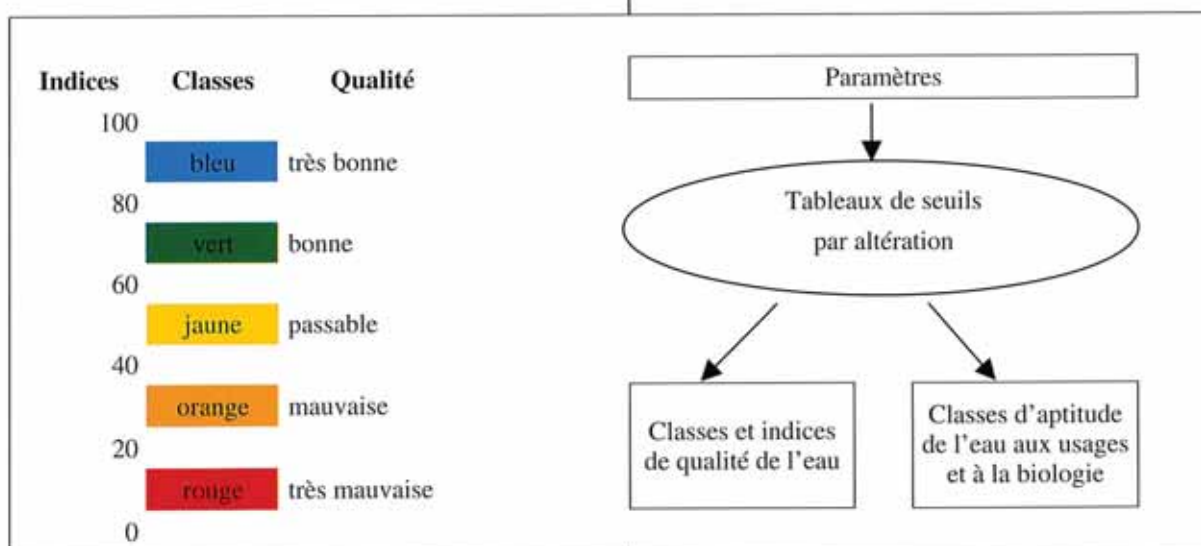 Indices Classes Qualité
100
bleu très bonne
80
vert bonne
60
jaune passable
40
orange mauvaise
20
rouge très mauvaise
0
Paramètres
Tableaux de seuils
par altération
Classes et indices
de qualité de l'eau
Classes d'aptitude
de l'eau aux usages
et à la biologie